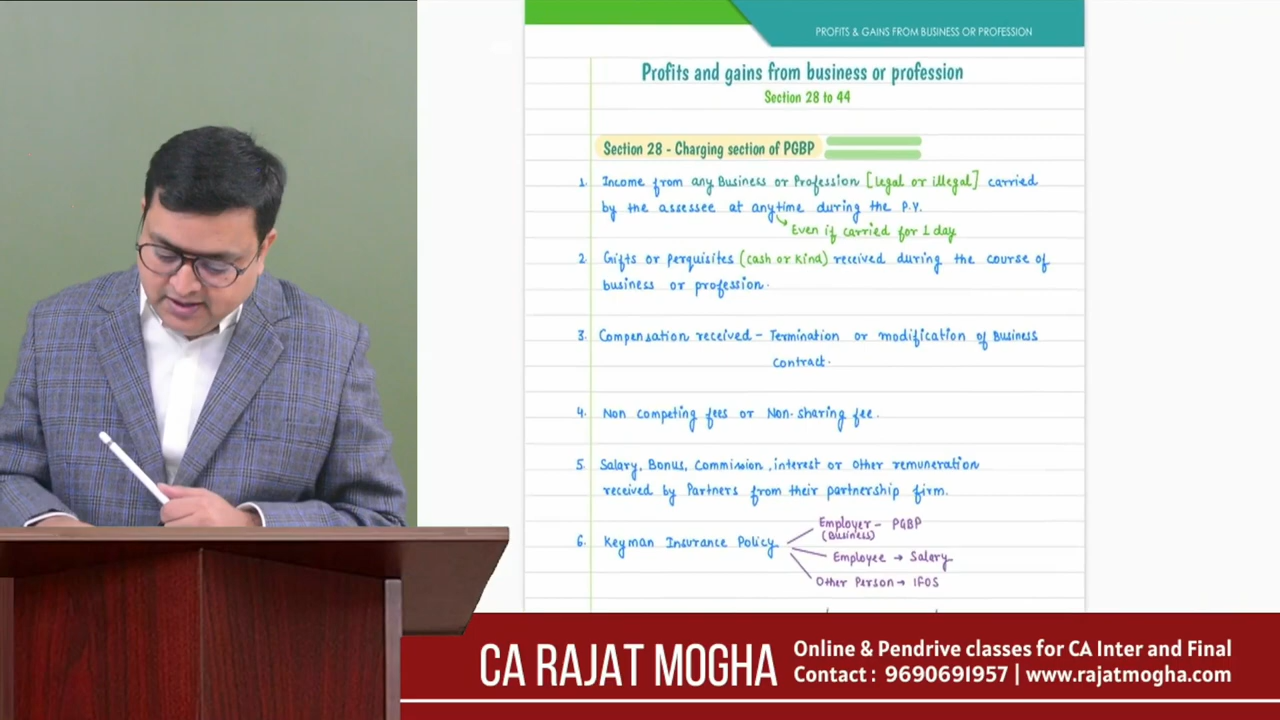 PROFITS & GAINS FROM BUSINESS OR PROFESSION
Profits and gains from business or profession
Section 28 to 44
Section 28 - Charging section of PGBP
1. Income from any Business or Profession [legal or illegal] carried
by the assessee at anytime during the P.Y.
Even if carried for 1 day
2. Gifts or perquisites (cash or kind) received during the course of
business or profession.
3. Compensation received - Termination or modification of Business
contract.
4. Non competing fees or Non-sharing fee.
5. Salary, Bonus, Commission, interest or other remuneration
received by Partners from their partnership firm.
6. Keyman Insurance Policy
Employer - PGBP
(Business)
Employee → Salary
Other Person → IFOS
CA RAJAT MOGHA
Online & Pendrive classes for CA Inter and Final
Contact : 9690691957 | www.rajatmogha.com